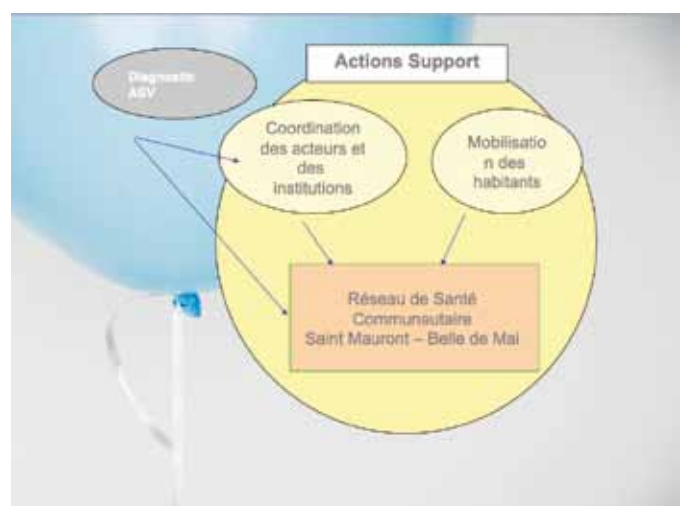 Actions Support
Diagnostic
ASV
Coordination
des acteurs et
des
institutions
Mobilisatio
n des
habitants
Réseau de Santé
Communautaire
Saint Mauront – Belle de Mai